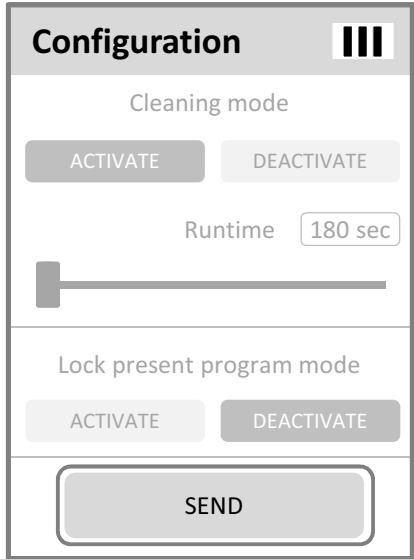 Configuration
Cleaning mode
ACTIVATE DEACTIVATE
Runtime 180 sec
Lock present program mode
ACTIVATE DEACTIVATE
SEND